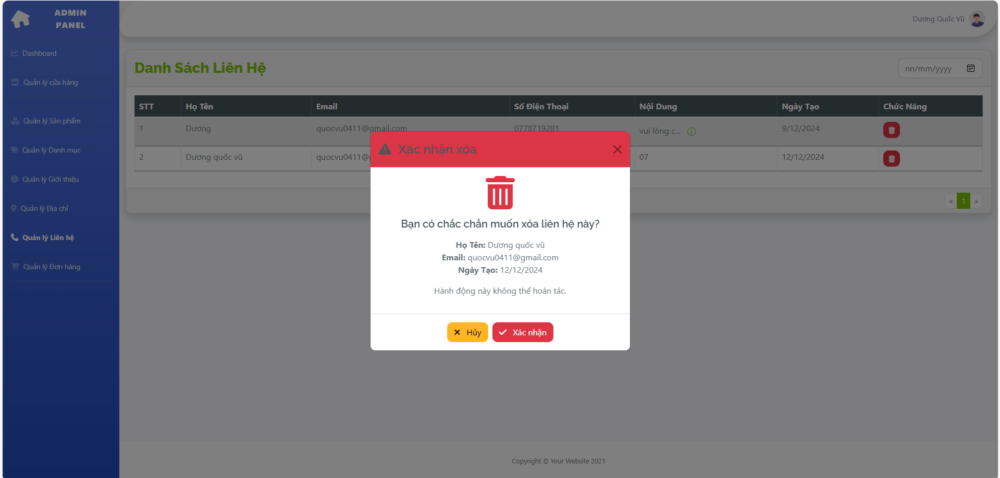 ADMIN
PANEL
Dương Quốc Vũ
Dashboard
Quản lý cửa hàng
Quản lý Sản phẩm
Quản lý Danh mục
Quản lý Giới thiệu
Quản lý Địa chỉ
Quản lý Liên hệ
Quản lý Đơn hàng
Danh Sách Liên Hệ
nn/mm/yyyy
STT Họ Tên Email Số Điện Thoại Nội Dung Ngày Tạo Chức Năng
1 Dương quocvu0411@gmail.com 0778719281 vui lòng c... 9/12/2024
2 Dương quốc vũ quocvu0411@ 07 12/12/2024
« 1 »
Xác nhận xóa
Bạn có chắc chắn muốn xóa liên hệ này?
Họ Tên: Dương quốc vũ
Email: quocvu0411@gmail.com
Ngày Tạo: 12/12/2024
Hành động này không thể hoàn tác.
Hủy Xác nhận
Copyright © Your Website 2021